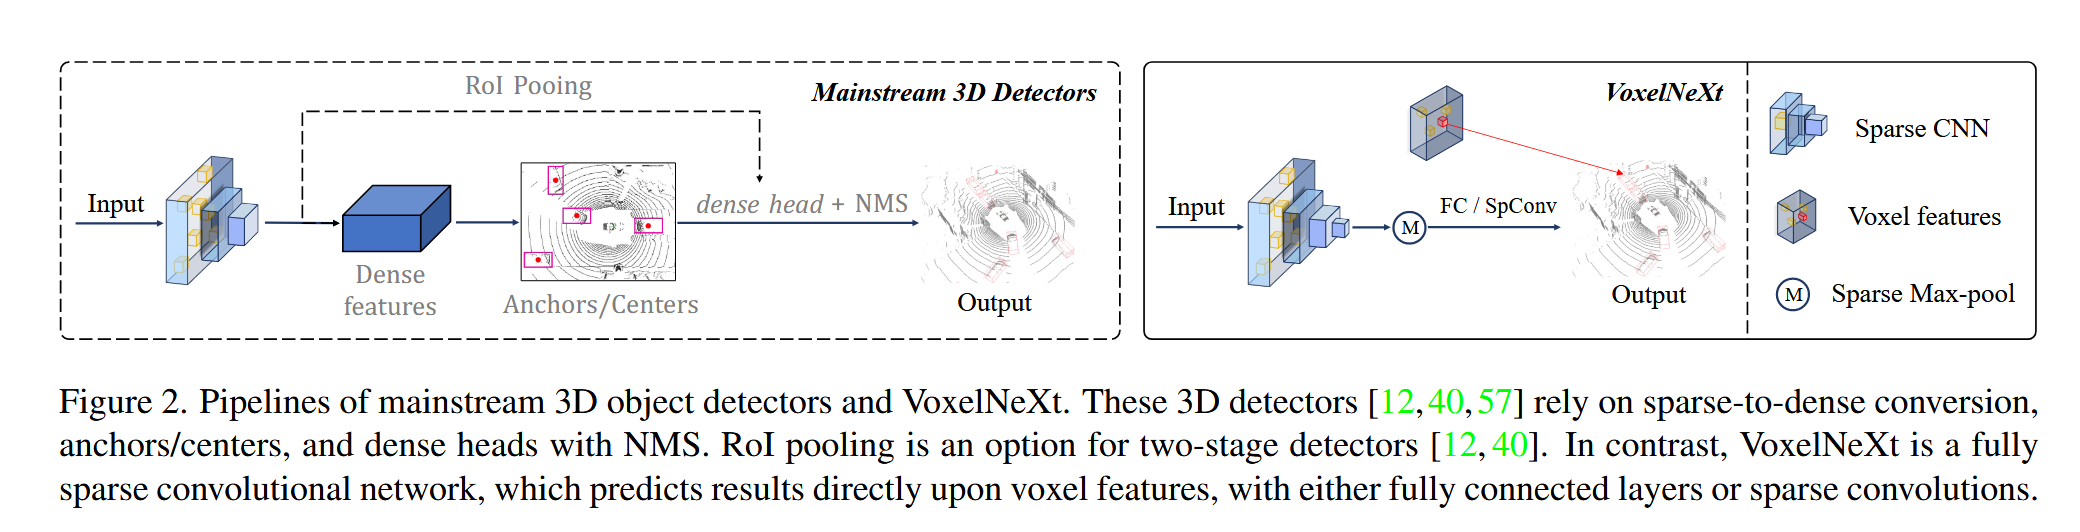 RoI Pooing
Mainstream 3D Detectors
Input
dense head + NMS
Dense
features
Anchors/Centers
Output
VoxelNeXt
Input
M
FC / SpConv
Output
Sparse CNN
Voxel features
M
Sparse Max-pool
Figure 2. Pipelines of mainstream 3D object detectors and VoxelNeXt. These 3D detectors [12,40,57] rely on sparse-to-dense conversion,
anchors/centers, and dense heads with NMS. RoI pooling is an option for two-stage detectors [12,40]. In contrast, VoxelNeXt is a fully
sparse convolutional network, which predicts results directly upon voxel features, with either fully connected layers or sparse convolutions.